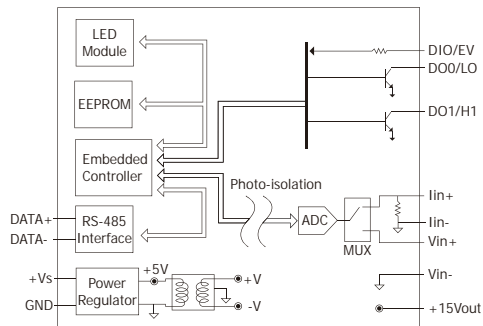 LED
Module
EEPROM
Embedded
Controller
RS-485
Interface
DATA+
DATA-
+Vs
GND
Power
Regulator
+5V
+V
-V
Photo-isolation
ADC
MUX
DIO/EV
DO0/LO
DO1/H1
Iin+
Iin-
Vin+
Vin-
+15Vout